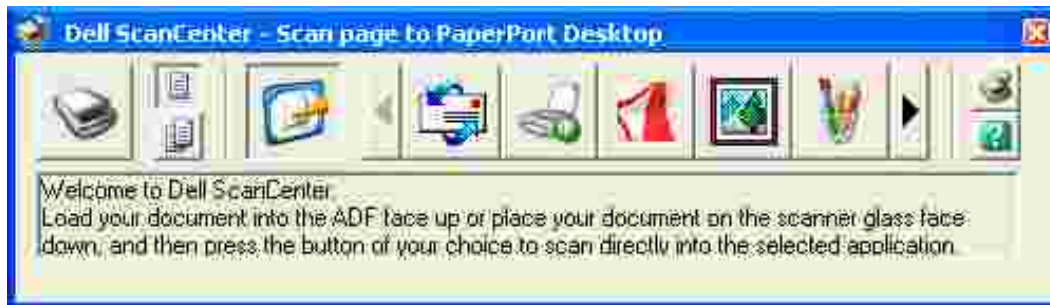 Dell ScanCenter - Scan page to PaperPort Desktop
Welcome to Dell ScanCenter.
Load your document into the ADF face up or place your document on the scanner glass face
down, and then press the button of your choice to scan directly into the selected application.